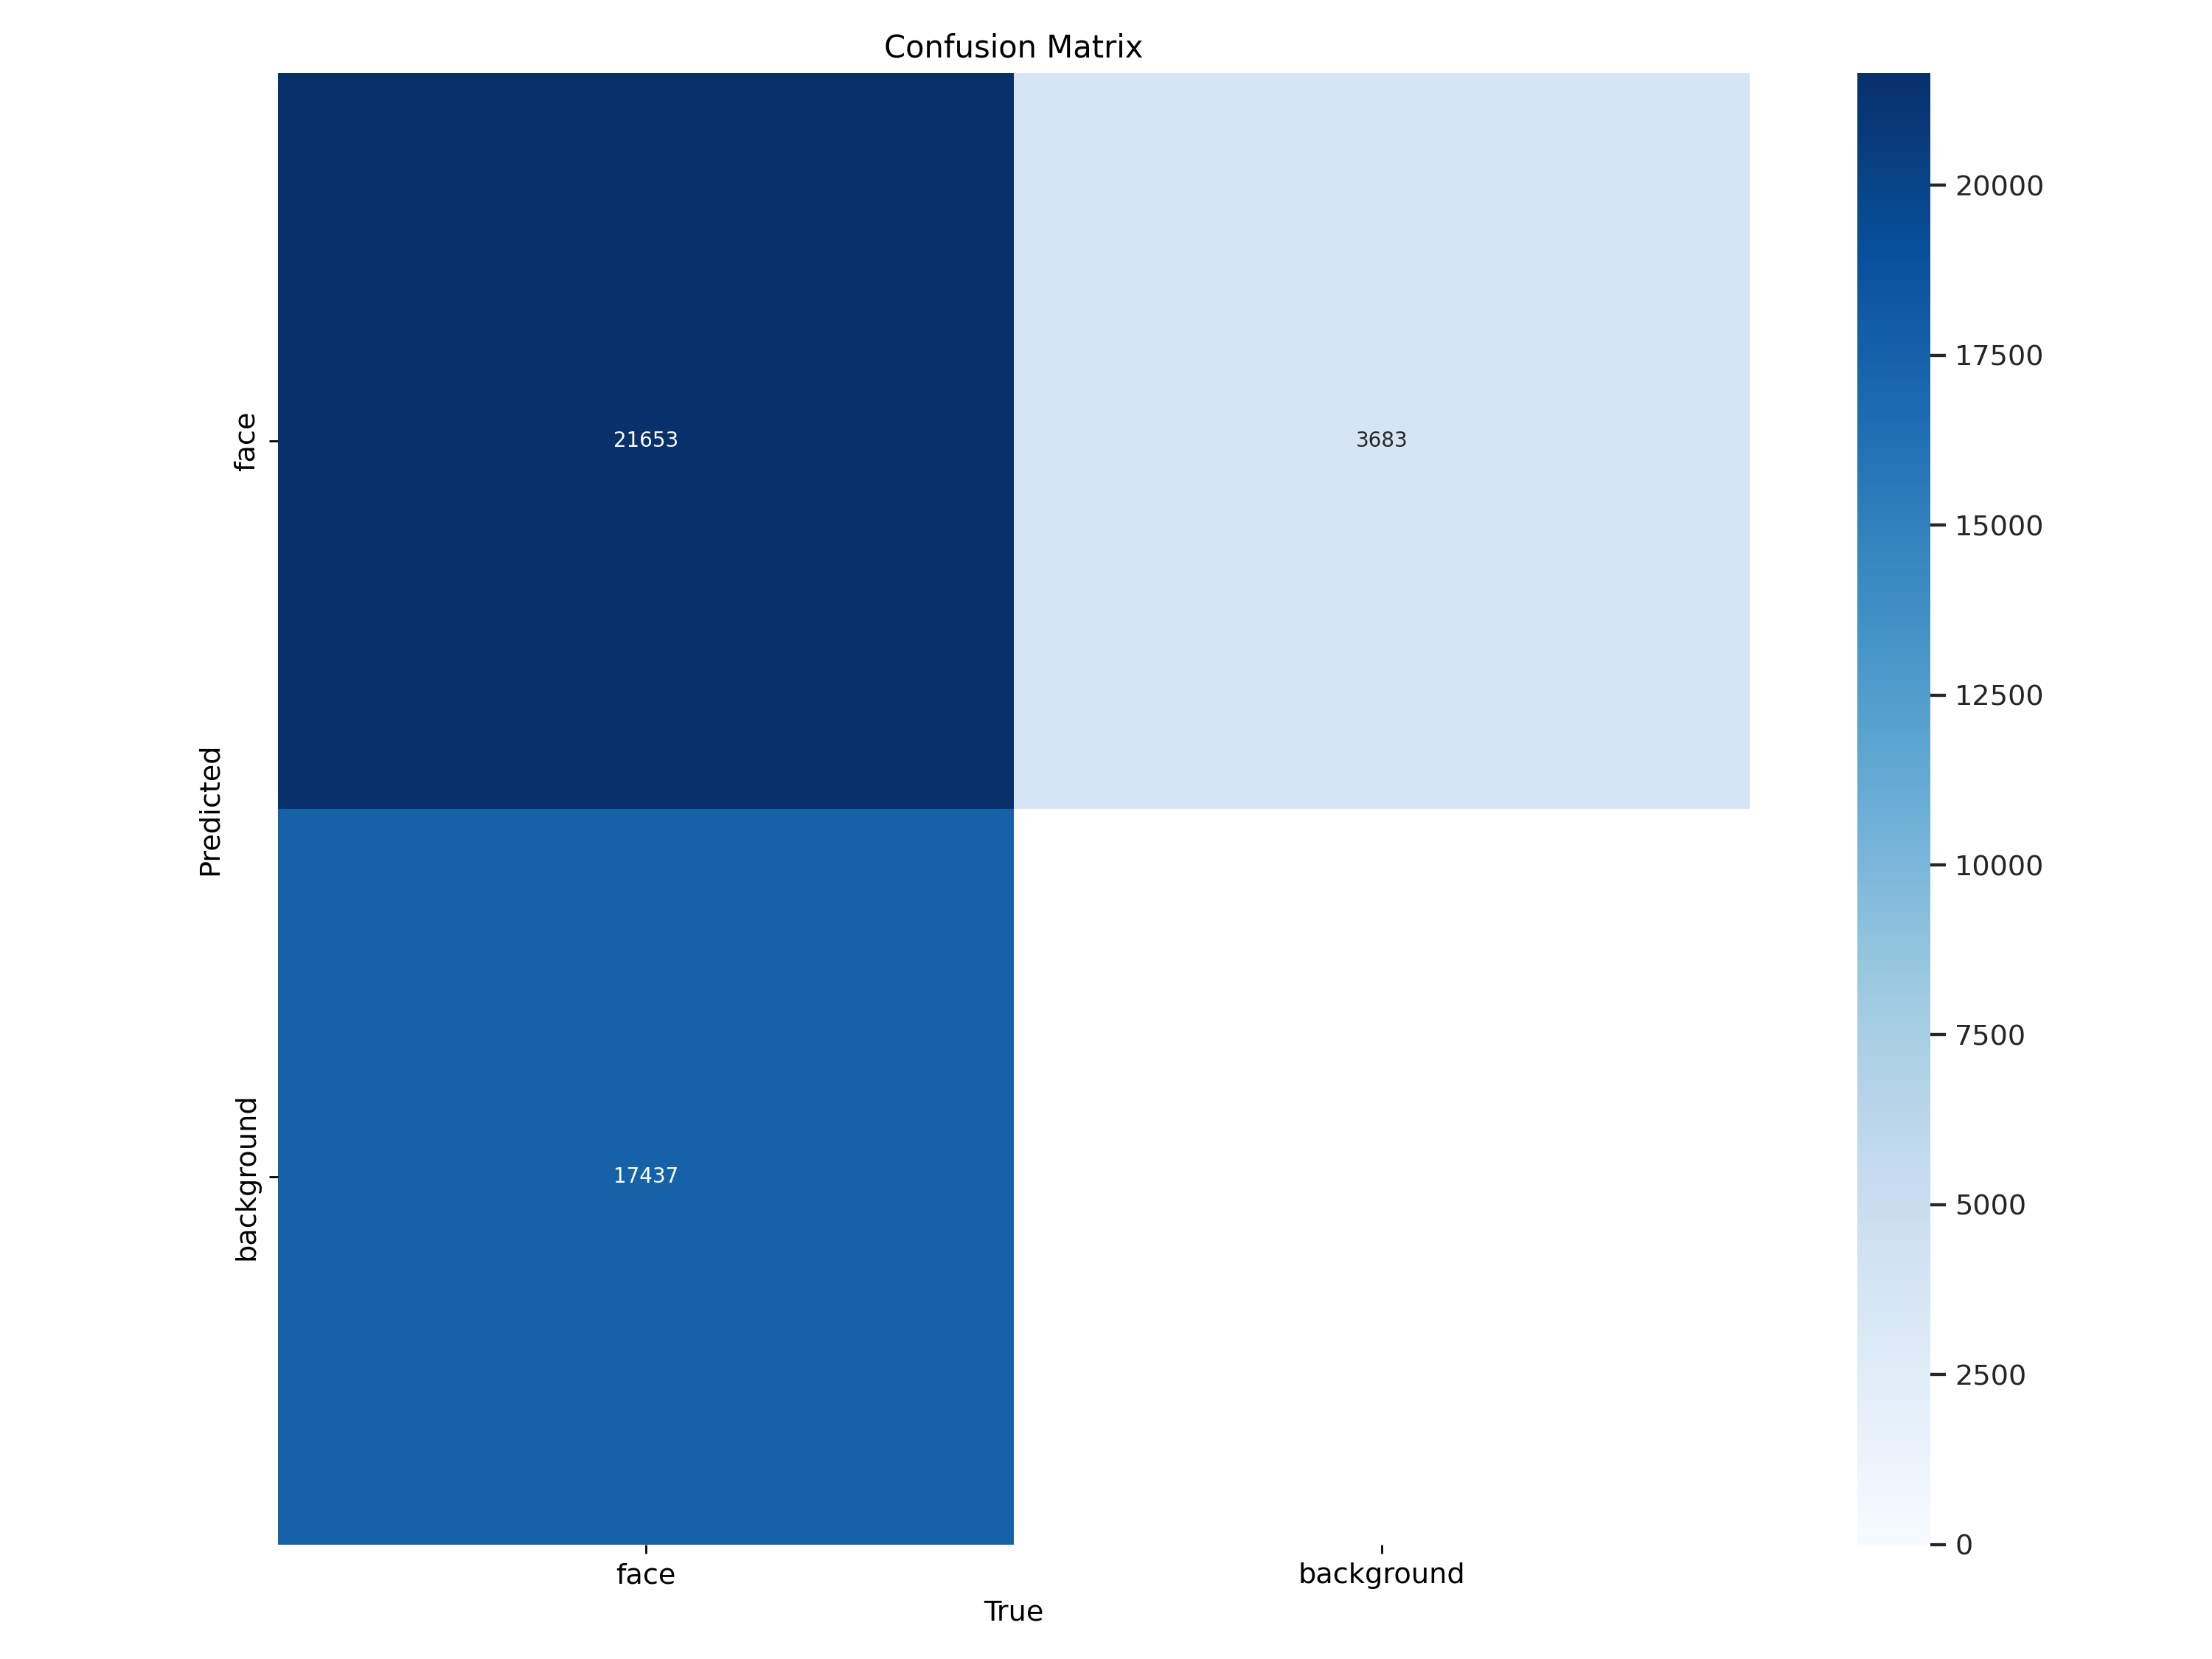 Confusion Matrix
face
21653
3683
Predicted
background
17437
face
background
True
20000
17500
15000
12500
10000
7500
5000
2500
0